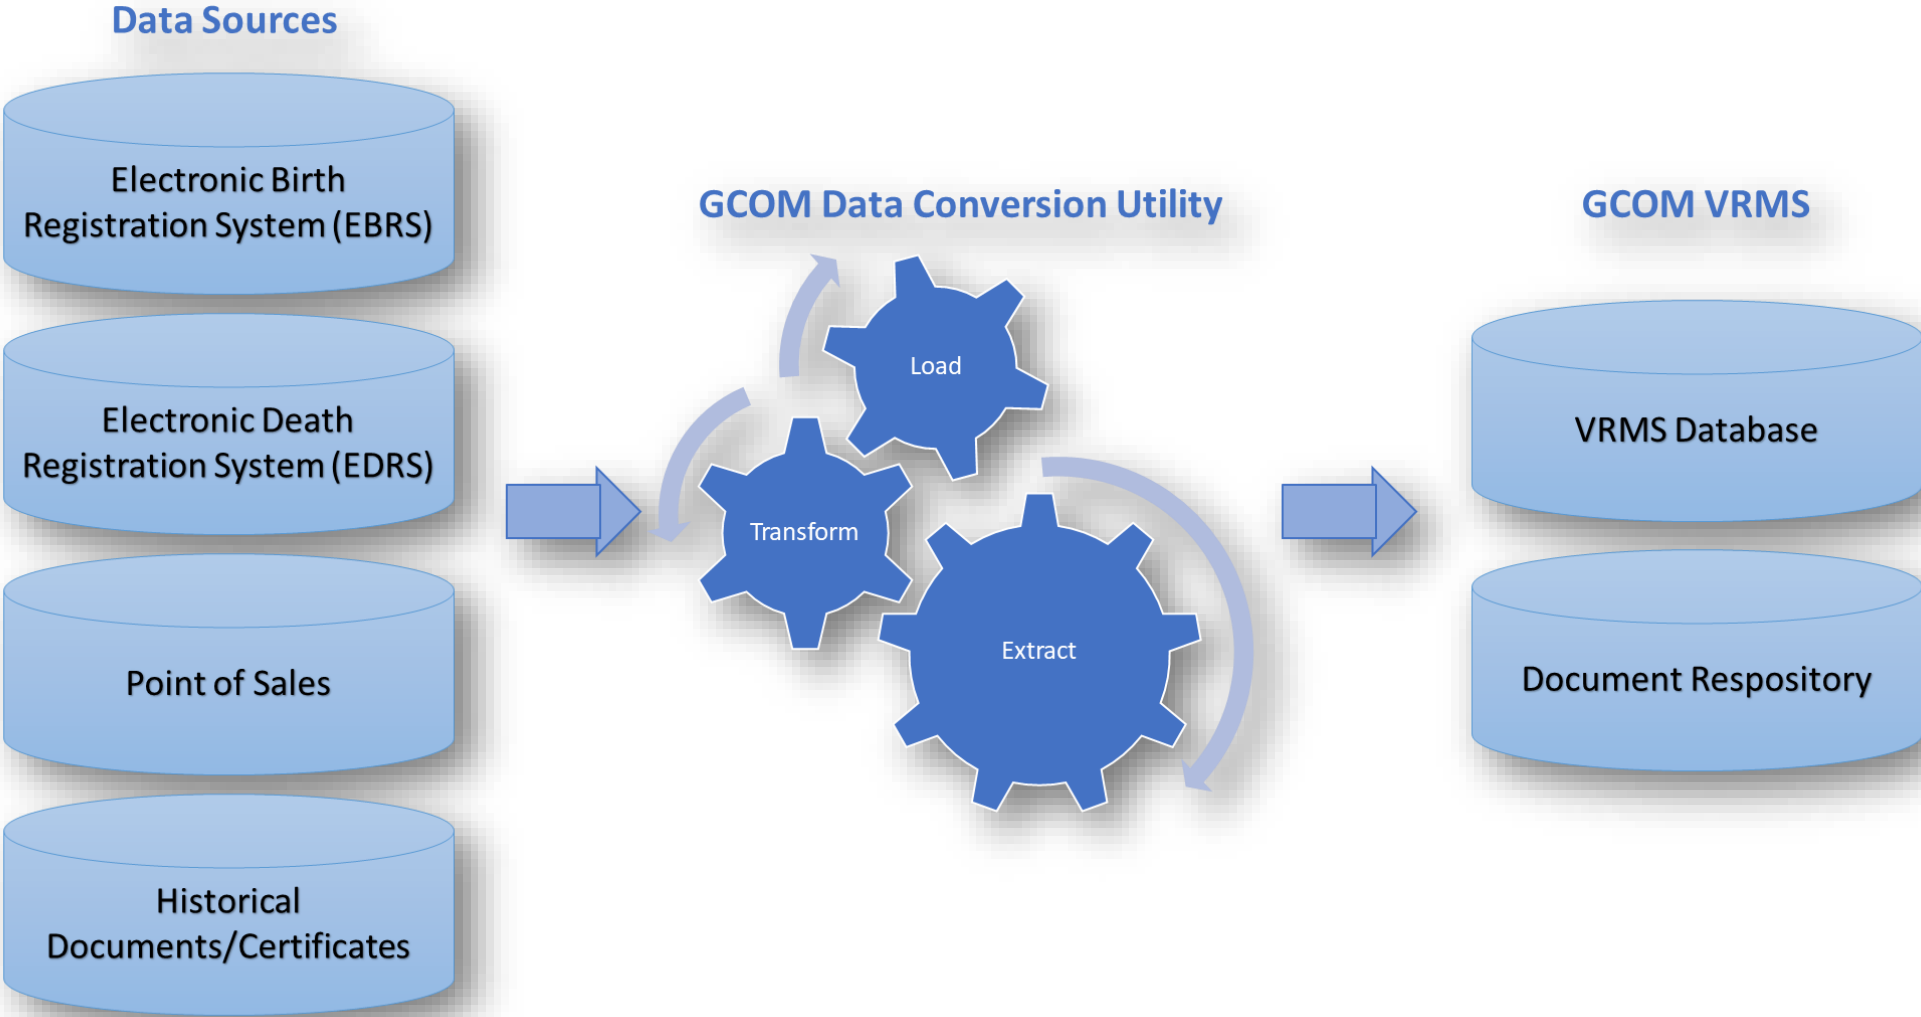 Data Sources
Electronic Birth
Registration System (EBRS)
Electronic Death
Registration System (EDRS)
Point of Sales
Historical
Documents/Certificates
GCOM Data Conversion Utility
Load
Transform
Extract
GCOM VRMS
VRMS Database
Document Respository